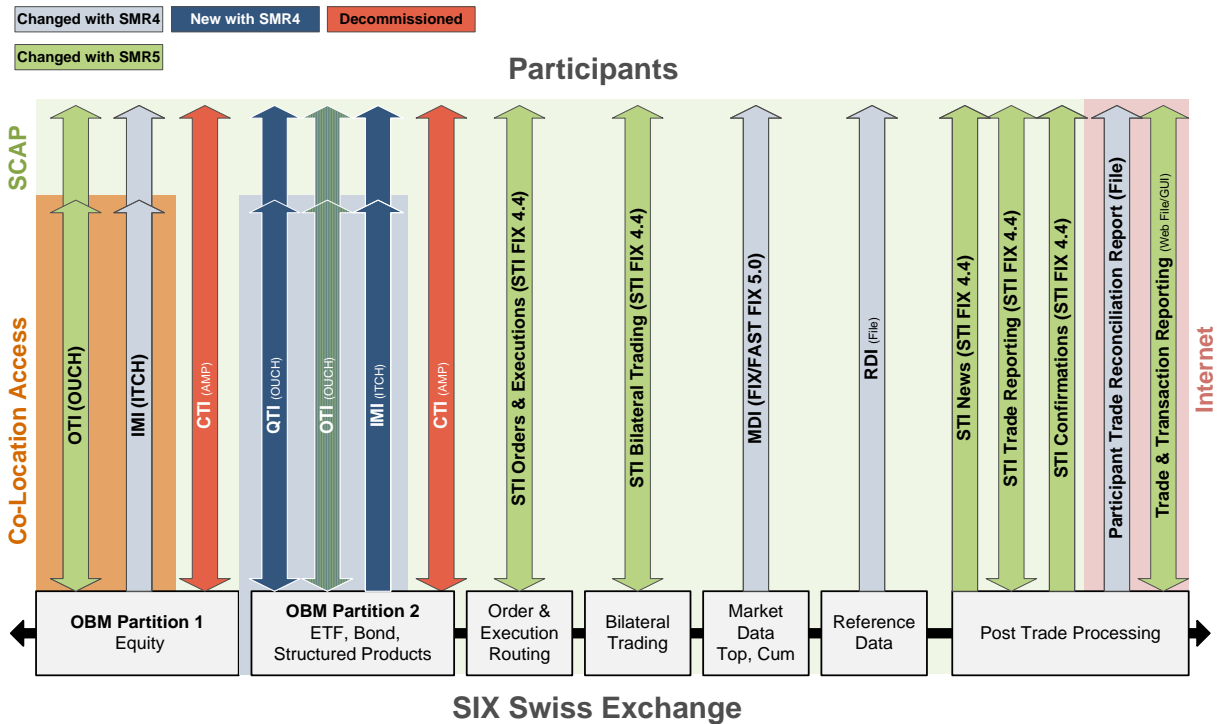 Changed with SMR4
New with SMR4
Decommissioned
Changed with SMR5
Participants
SCAP
Co-Location Access
OTI (OUCH)
IMI (ITCH)
CTI (AMP)
QTI (OUCH)
OTI (OUCH)
IMI (ITCH)
CTI (AMP)
STI Orders & Executions (STI FIX 4.4)
STI Bilateral Trading (STI FIX 4.4)
MDI (FIX/FAST FIX 5.0)
RDI (File)
STI News (STI FIX 4.4)
STI Trade Reporting (STI FIX 4.4)
STI Confirmations (STI FIX 4.4)
Participant Trade Reconciliation Report (File)
Trade & Transaction Reporting (Web File/GUI)
Internet
OBM Partition 1
Equity
OBM Partition 2
ETF, Bond,
Structured Products
Order &
Execution
Routing
Bilateral
Trading
Market
Data
Top, Cum
Reference
Data
Post Trade Processing
SIX Swiss Exchange